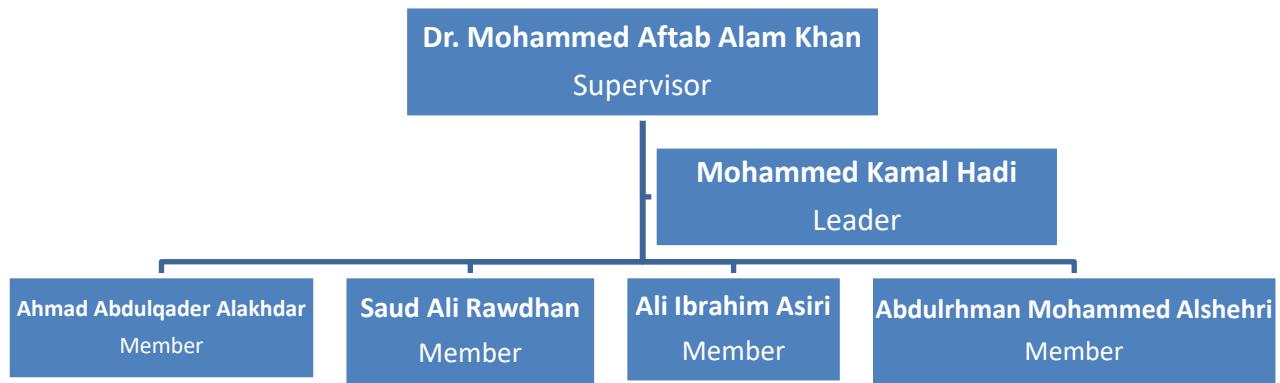 Dr. Mohammed Aftab Alam Khan
Supervisor
Mohammed Kamal Hadi
Leader
Ahmad Abdulqader Alakhdar
Member
Saud Ali Rawdhan
Member
Ali Ibrahim Asiri
Member
Abdulrhman Mohammed Alshehri
Member